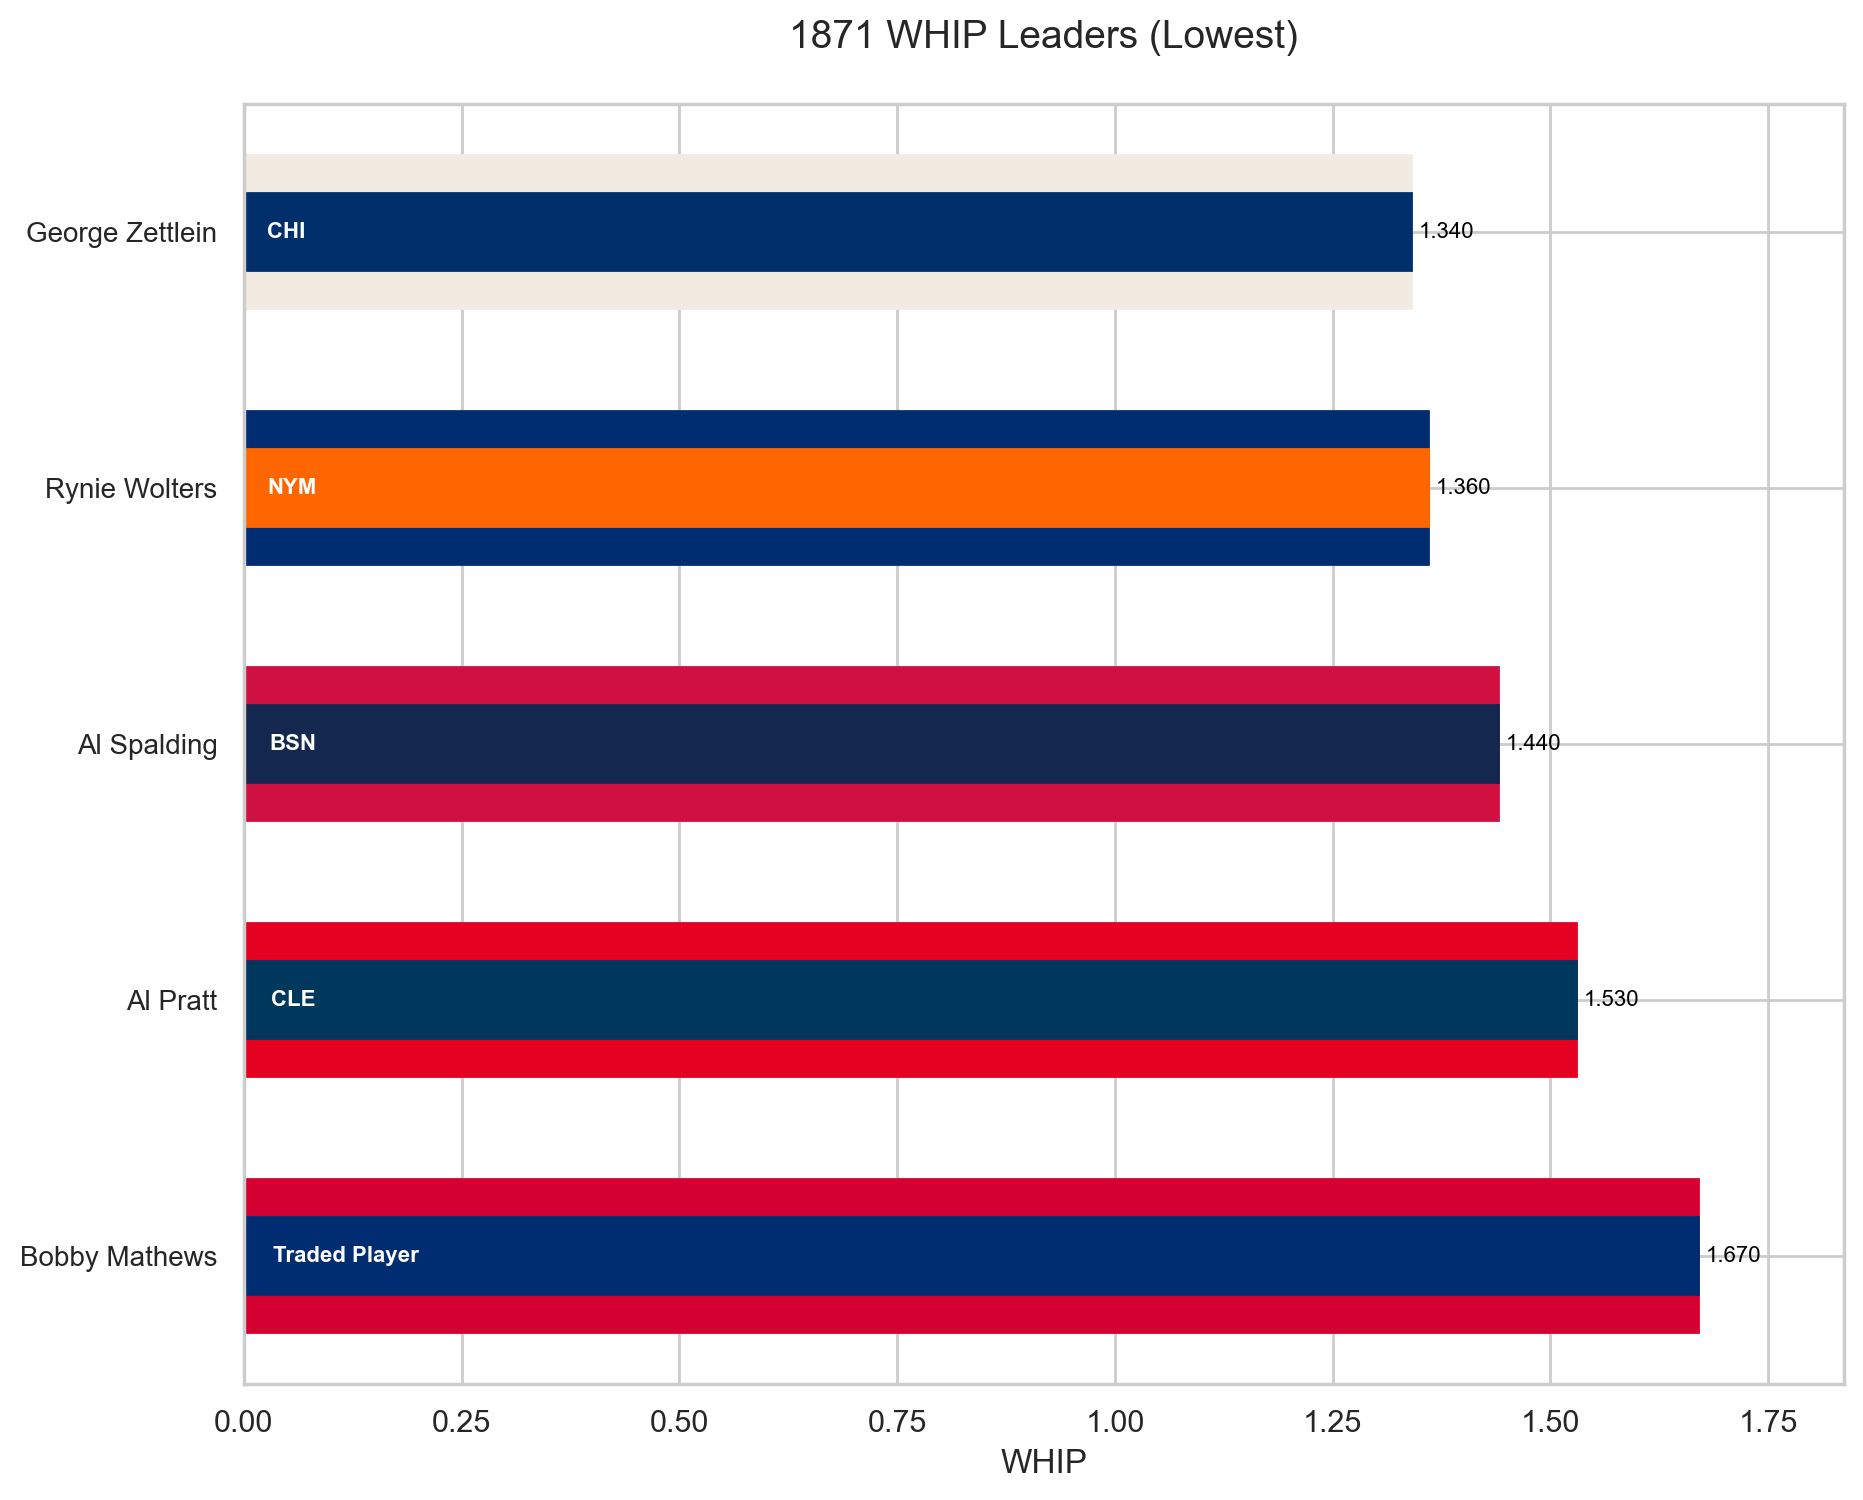 1871 WHIP Leaders (Lowest)
George Zettlein
CHI
1.340
Rynie Wolters
NYM
1.360
Al Spalding
BSN
1.440
Al Pratt
CLE
1.530
Bobby Mathews
Traded Player
1.670
0.00 0.25 0.50 0.75 1.00 1.25 1.50 1.75
WHIP